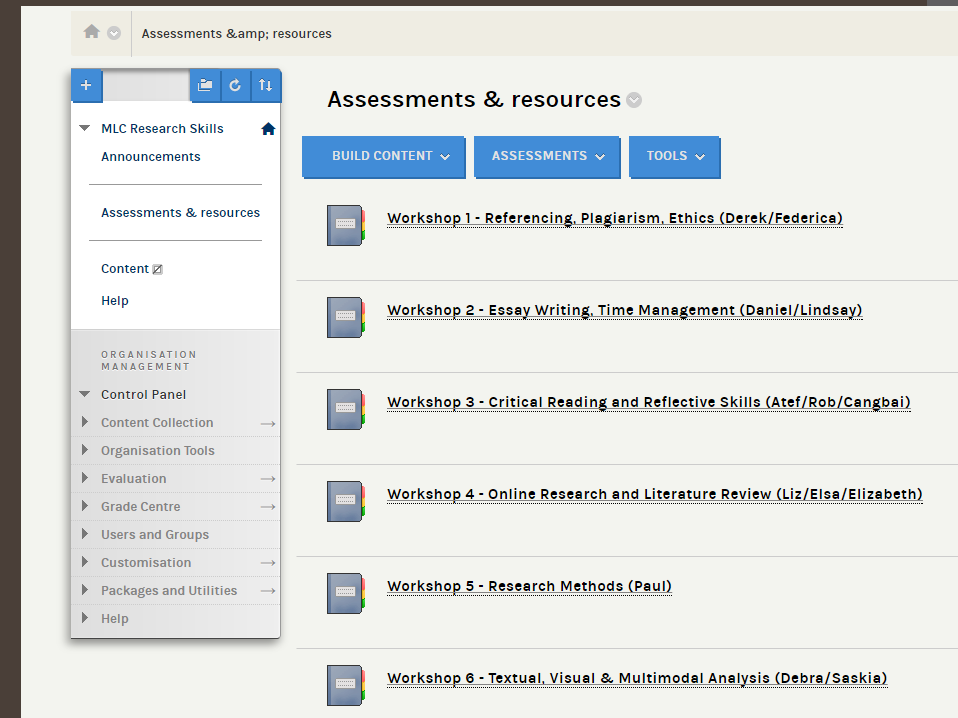 Assessments &amp; resources
MLC Research Skills
Announcements
Assessments & resources
Content
Help
ORGANISATION
MANAGEMENT
Control Panel
Content Collection
Organisation Tools
Evaluation
Grade Centre
Users and Groups
Customisation
Packages and Utilities
Help
Assessments & resources
BUILD CONTENT
ASSESSMENTS
TOOLS
Workshop 1 - Referencing, Plagiarism, Ethics (Derek/Federica)
Workshop 2 - Essay Writing, Time Management (Daniel/Lindsay)
Workshop 3 - Critical Reading and Reflective Skills (Atef/Rob/Cangbai)
Workshop 4 - Online Research and Literature Review (Liz/Elsa/Elizabeth)
Workshop 5 - Research Methods (Paul)
Workshop 6 - Textual, Visual & Multimodal Analysis (Debra/Saskia)